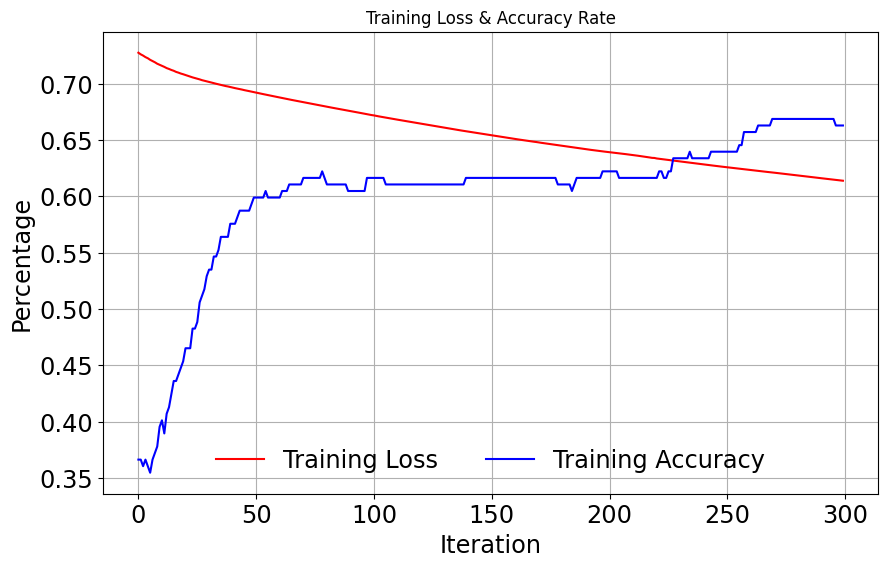 Training Loss & Accuracy Rate
0.70
0.65
0.60
0.55
0.50
0.45
0.40
0.35
Percentage
Training Loss Training Accuracy
0 50 100 150 200 250 300
Iteration